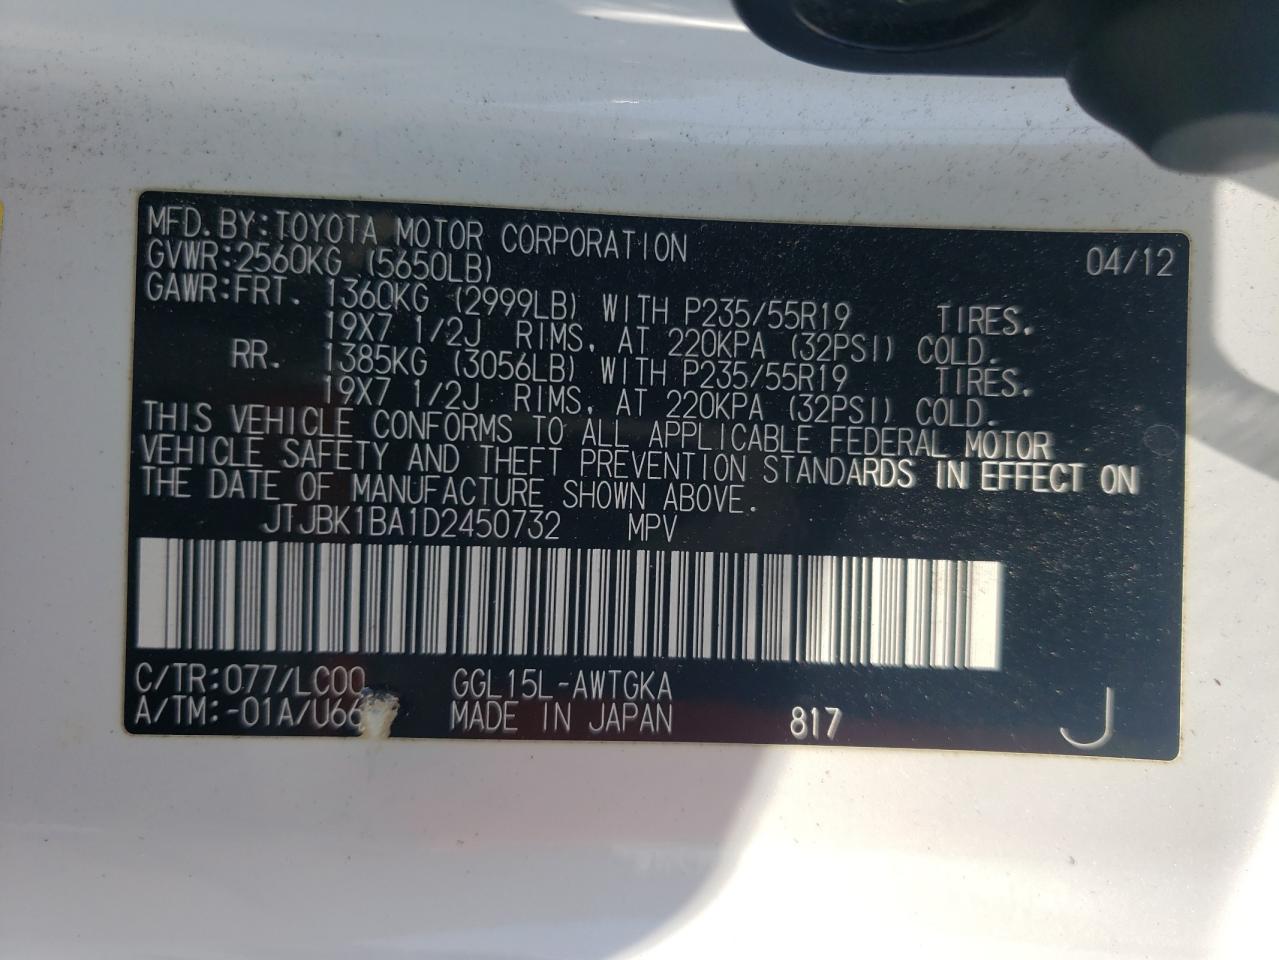 MFD. BY: TOYOTA MOTOR CORPORATION 04/12
GVWR: 2560KG (5650LB)
GAWR: FRT. 1360KG (2999LB) WITH P235/55R19 TIRES.
19X7 1/2J RIMS, AT 220KPA (32PSI) COLD.
RR. 1385KG (3056LB) WITH P235/55R19 TIRES.
19X7 1/2J RIMS, AT 220KPA (32PSI) COLD.
THIS VEHICLE CONFORMS TO ALL APPLICABLE FEDERAL MOTOR
VEHICLE SAFETY AND THEFT PREVENTION STANDARDS IN EFFECT ON
THE DATE OF MANUFACTURE SHOWN ABOVE.
JTJBK1BA1D2450732 MPV
C/TR: 077/LC00 GGL15L-AWTGKA
A/TM: -01A/ MADE IN JAPAN 817 J